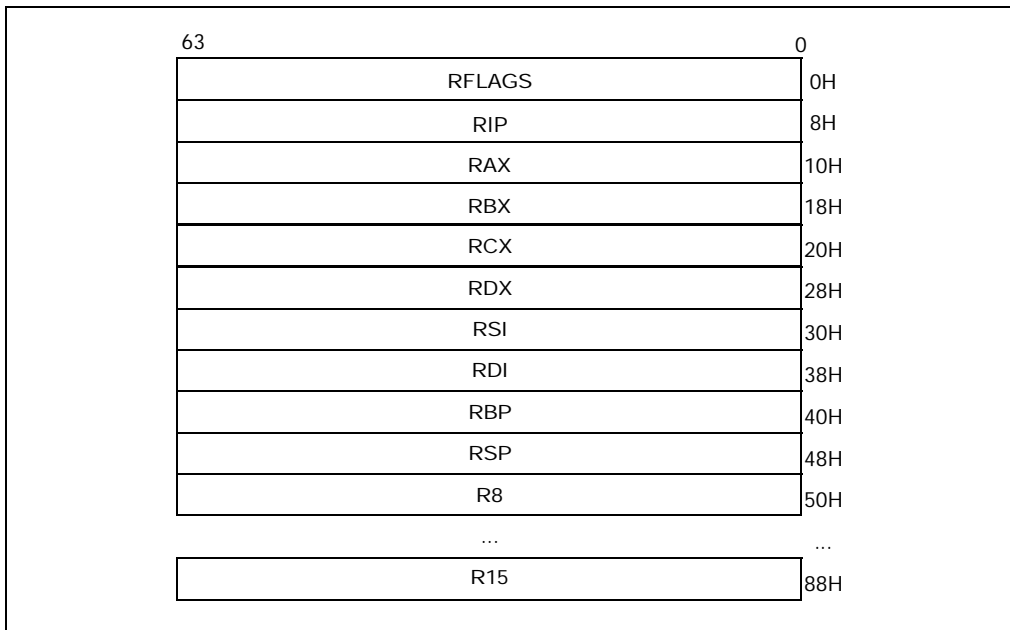 63 0
RFLAGS 0H
RIP 8H
RAX 10H
RBX 18H
RCX 20H
RDX 28H
RSI 30H
RDI 38H
RBP 40H
RSP 48H
R8 50H
... ...
R15 88H